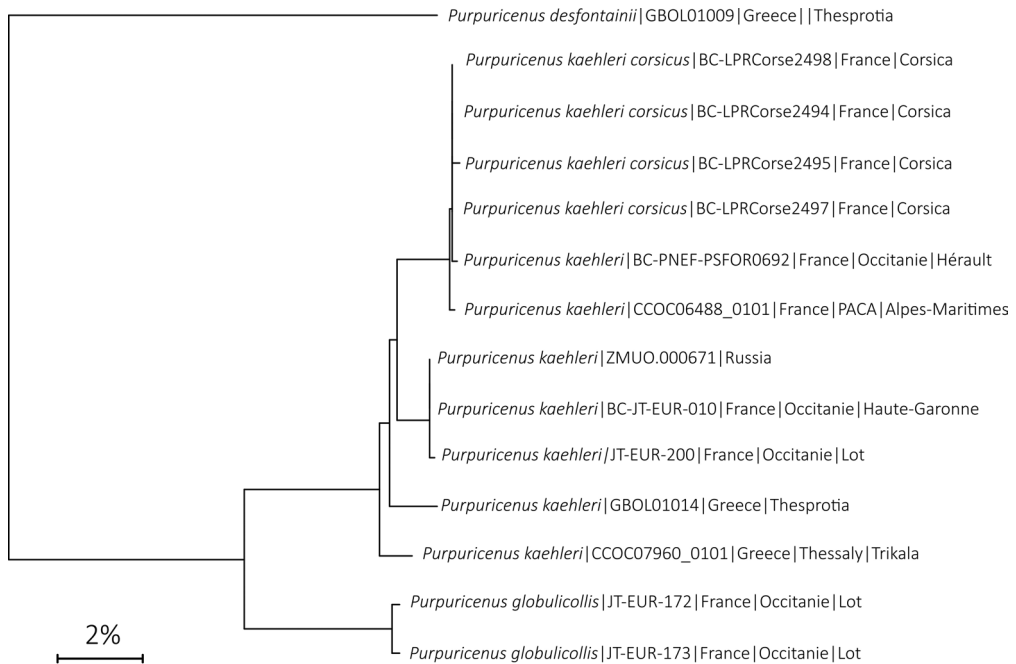 Purpuricenus desfontainii|GBOL01009|Greece||Thesprotia
Purpuricenus kaehleri corsicus|BC-LPRCorse2498|France|Corsica
Purpuricenus kaehleri corsicus|BC-LPRCorse2494|France|Corsica
Purpuricenus kaehleri corsicus|BC-LPRCorse2495|France|Corsica
Purpuricenus kaehleri corsicus|BC-LPRCorse2497|France|Corsica
Purpuricenus kaehleri|BC-PNEF-PSFOR0692|France|Occitanie|Hérault
Purpuricenus kaehleri|CCOC06488_0101|France|PACA|Alpes-Maritimes
Purpuricenus kaehleri|ZMUO.000671|Russia
Purpuricenus kaehleri|BC-JT-EUR-010|France|Occitanie|Haute-Garonne
Purpuricenus kaehleri|JT-EUR-200|France|Occitanie|Lot
Purpuricenus kaehleri|GBOL01014|Greece|Thesprotia
Purpuricenus kaehleri|CCOC07960_0101|Greece|Thessaly|Trikala
Purpuricenus globulicollis|JT-EUR-172|France|Occitanie|Lot
2%
Purpuricenus globulicollis|JT-EUR-173|France|Occitanie|Lot